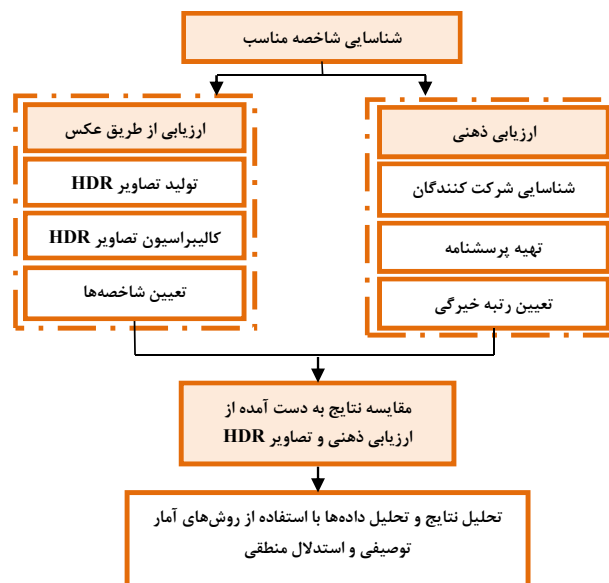 شناسایی شاخصه مناسب
ارزیابی ذهنی
شناسایی شرکت کنندگان
تهیه پرسشنامه
تعیین رتبه خیرگی
ارزیابی از طریق عکس
تولید تصاویر HDR
کالیبراسیون تصاویر HDR
تعیین شاخصه‌ها
مقایسه نتایج به دست آمده از
ارزیابی ذهنی و تصاویر HDR
تحلیل نتایج و تحلیل داده‌ها با استفاده از روش‌های آمار
توصیفی و استدلال منطقی